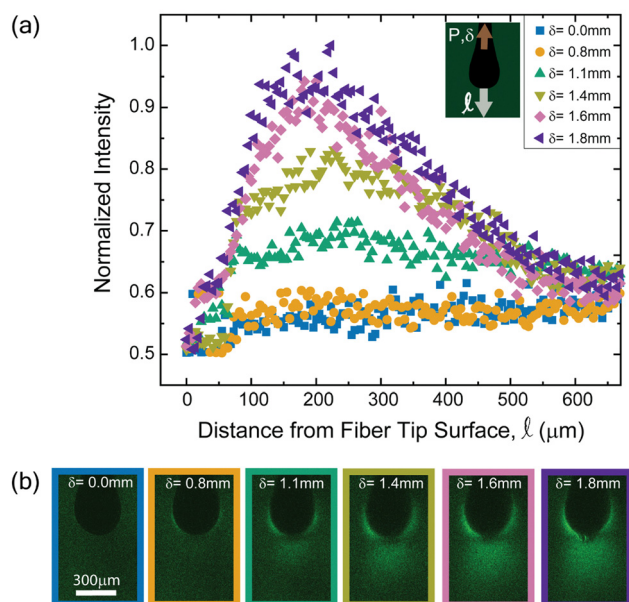 (a)
Normalized Intensity
1.0
0.9
0.8
0.7
0.6
0.5
P,δ
ℓ
δ= 0.0mm
δ= 0.8mm
δ= 1.1mm
δ= 1.4mm
δ= 1.6mm
δ= 1.8mm
0 100 200 300 400 500 600
Distance from Fiber Tip Surface, ℓ (μm)
(b)
δ= 0.0mm δ= 0.8mm δ= 1.1mm δ= 1.4mm δ= 1.6mm δ= 1.8mm
300μm